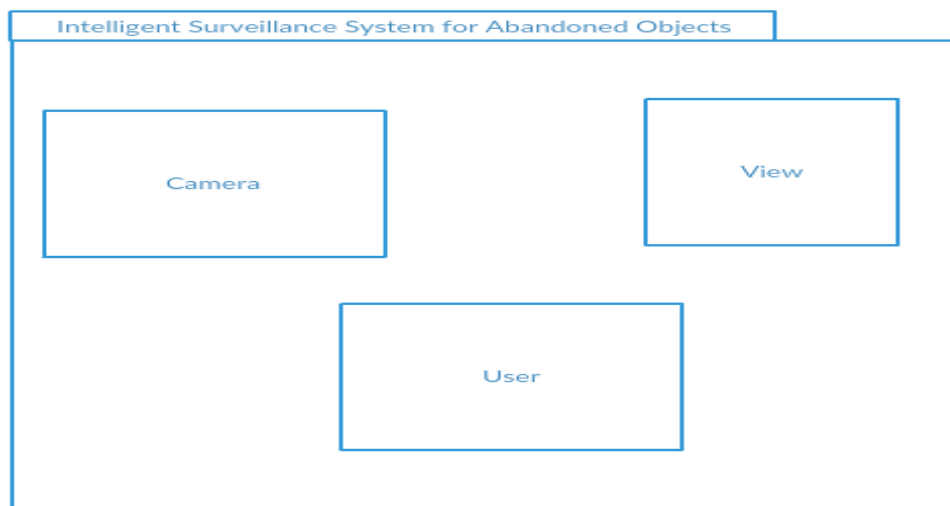 Intelligent Surveillance System for Abandoned Objects
Camera
View
User